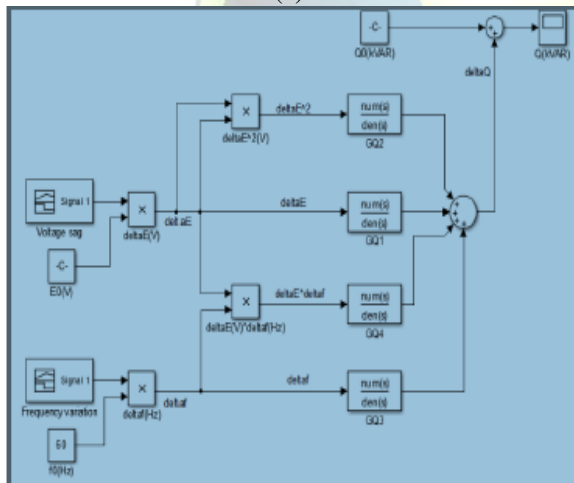 -C-
Q0(kVAR)
Q(kVAR)
deltaQ
deltaE^2
num(s)
den(s)
GQ2
deltaE^2(V)
Signal 1
Voltage sag
deltaE(V)
deltaE
deltaE
num(s)
den(s)
GQ1
-C-
E0(V)
deltaE*deltaf
num(s)
den(s)
GQ4
deltaE(V)*deltaf(Hz)
Signal 1
Frequency variation
deltaf(Hz)
deltaf
deltaf
num(s)
den(s)
GQ3
60
f0(Hz)